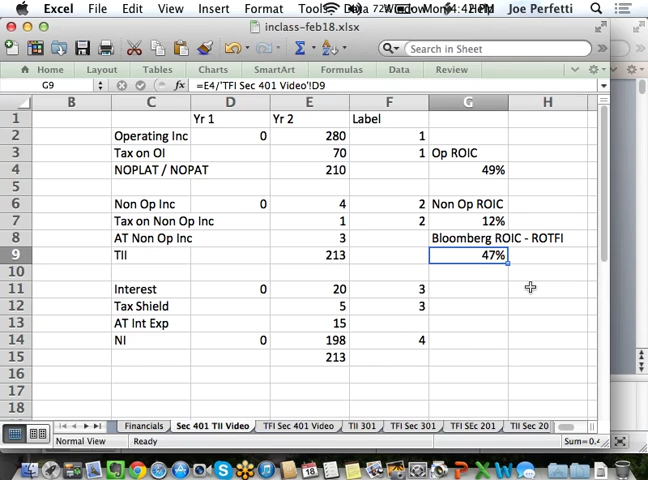 Excel File Edit View Insert Format Help Joe Perfetti
inclass-feb18.xlsx
Search in Sheet
Home Layout Tables Charts SmartArt Formulas Data Review
G9 fx =E4/'TFI Sec 401 Video'!D9
B C D E F G H
1 Yr 1 Yr 2 Label
2 Operating Inc 0 280 1
3 Tax on OI 70 1 Op ROIC
4 NOPLAT / NOPAT 210 49%
5
6 Non Op Inc 0 4 2 Non Op ROIC
7 Tax on Non Op Inc 1 2 12%
8 AT Non Op Inc 3 Bloomberg ROIC - ROTFI
9 TII 213 47%
10
11 Interest 0 20 3
12 Tax Shield 5 3
13 AT Int Exp 15
14 NI 0 198 4
15 213
16
17
18
Financials Sec 401 TII Video TFI Sec 401 Video TII 301 TFI Sec 301 TFI SEc 201 TII Sec 20
Normal View Ready Sum=0.4